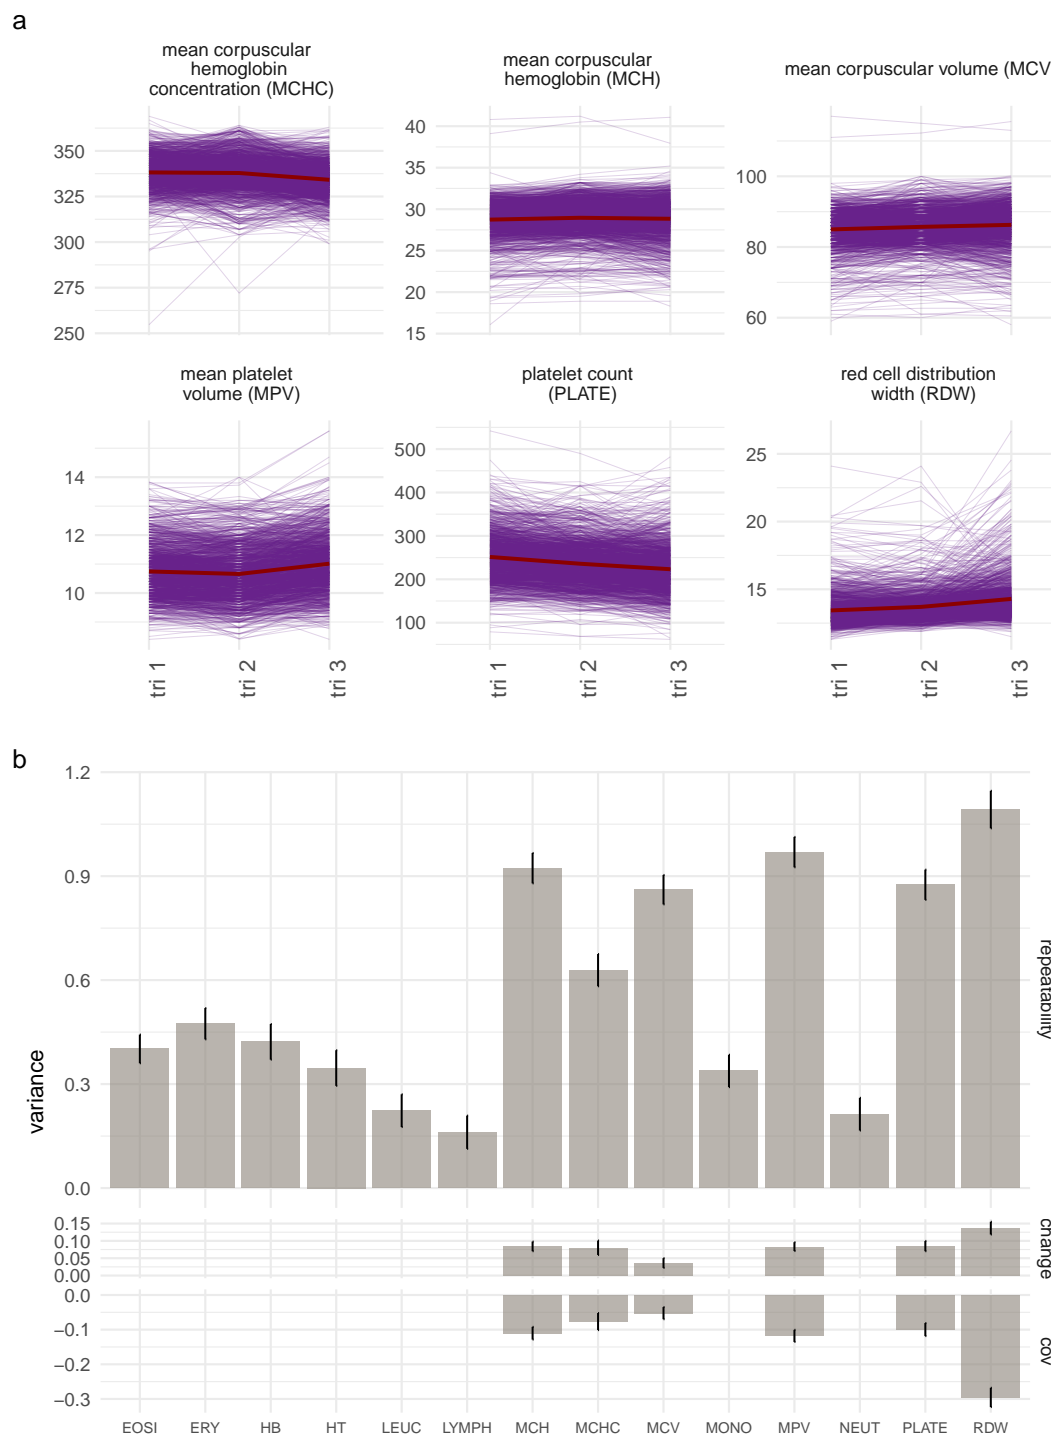 a
mean corpuscular
hemoglobin
concentration (MCHC)
mean corpuscular
hemoglobin (MCH)
mean corpuscular volume (MCV
350
325
300
275
250
40
35
30
25
20
15
100
80
60
mean platelet
volume (MPV)
platelet count
(PLATE)
red cell distribution
width (RDW)
14
12
10
500
400
300
200
100
25
20
15
tri 1
tri 2
tri 3
tri 1
tri 2
tri 3
tri 1
tri 2
tri 3
b
variance
1.2
0.9
0.6
0.3
0.0
repeatability
0.15
0.10
0.05
0.00
change
0.0
−0.1
−0.2
−0.3
cov
EOSI ERY HB HT LEUC LYMPH MCH MCHC MCV MONO MPV NEUT PLATE RDW